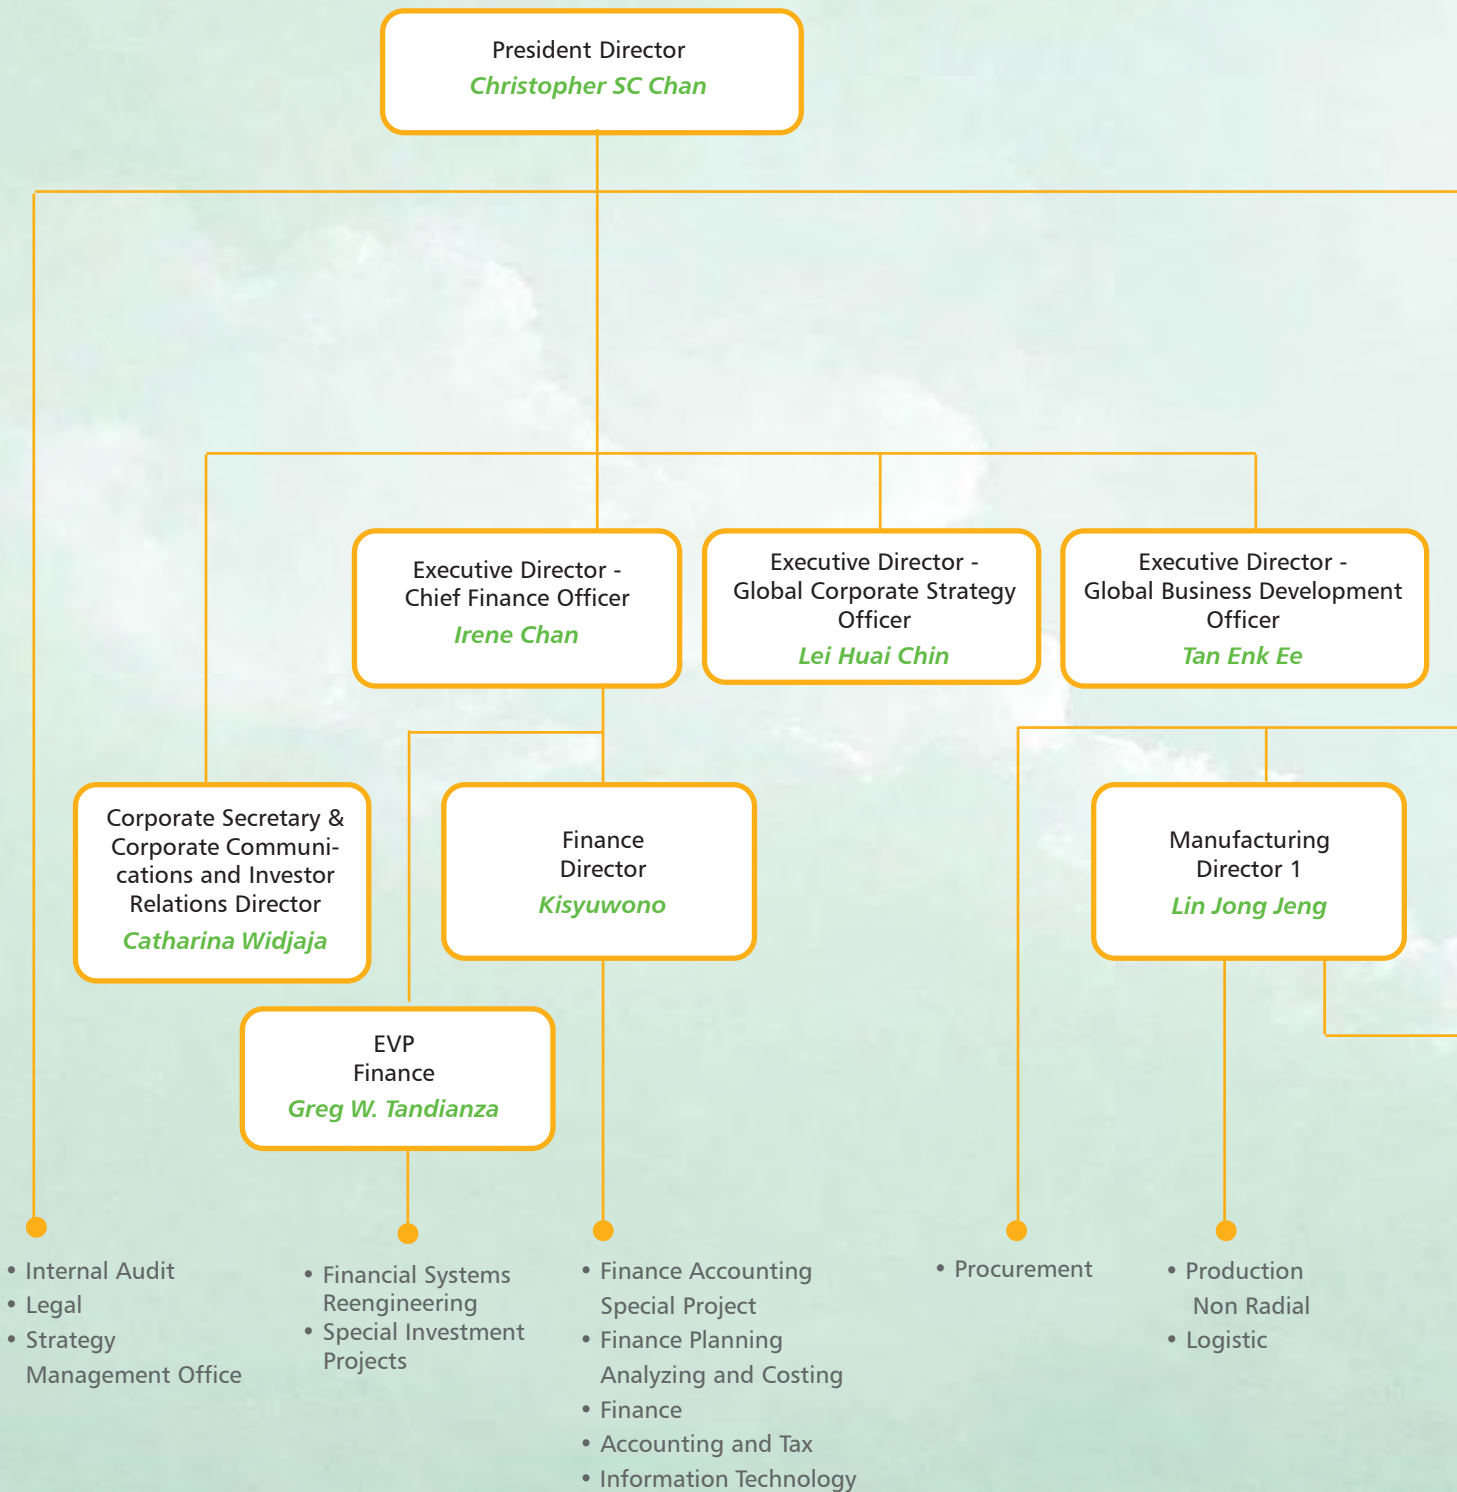 President Director
Christopher SC Chan
Executive Director -
Chief Finance Officer
Irene Chan
Executive Director -
Global Corporate Strategy
Officer
Lei Huai Chin
Executive Director -
Global Business Development
Officer
Tan Enk Ee
Corporate Secretary &
Corporate Communi-
cations and Investor
Relations Director
Catharina Widjaja
Finance
Director
Kisyuwono
Manufacturing
Director 1
Lin Jong Jeng
EVP
Finance
Greg W. Tandianza
• Internal Audit
• Legal
• Strategy
Management Office
• Financial Systems
Reengineering
• Special Investment
Projects
• Finance Accounting
Special Project
• Finance Planning
Analyzing and Costing
• Finance
• Accounting and Tax
• Information Technology
• Procurement
• Production
Non Radial
• Logistic